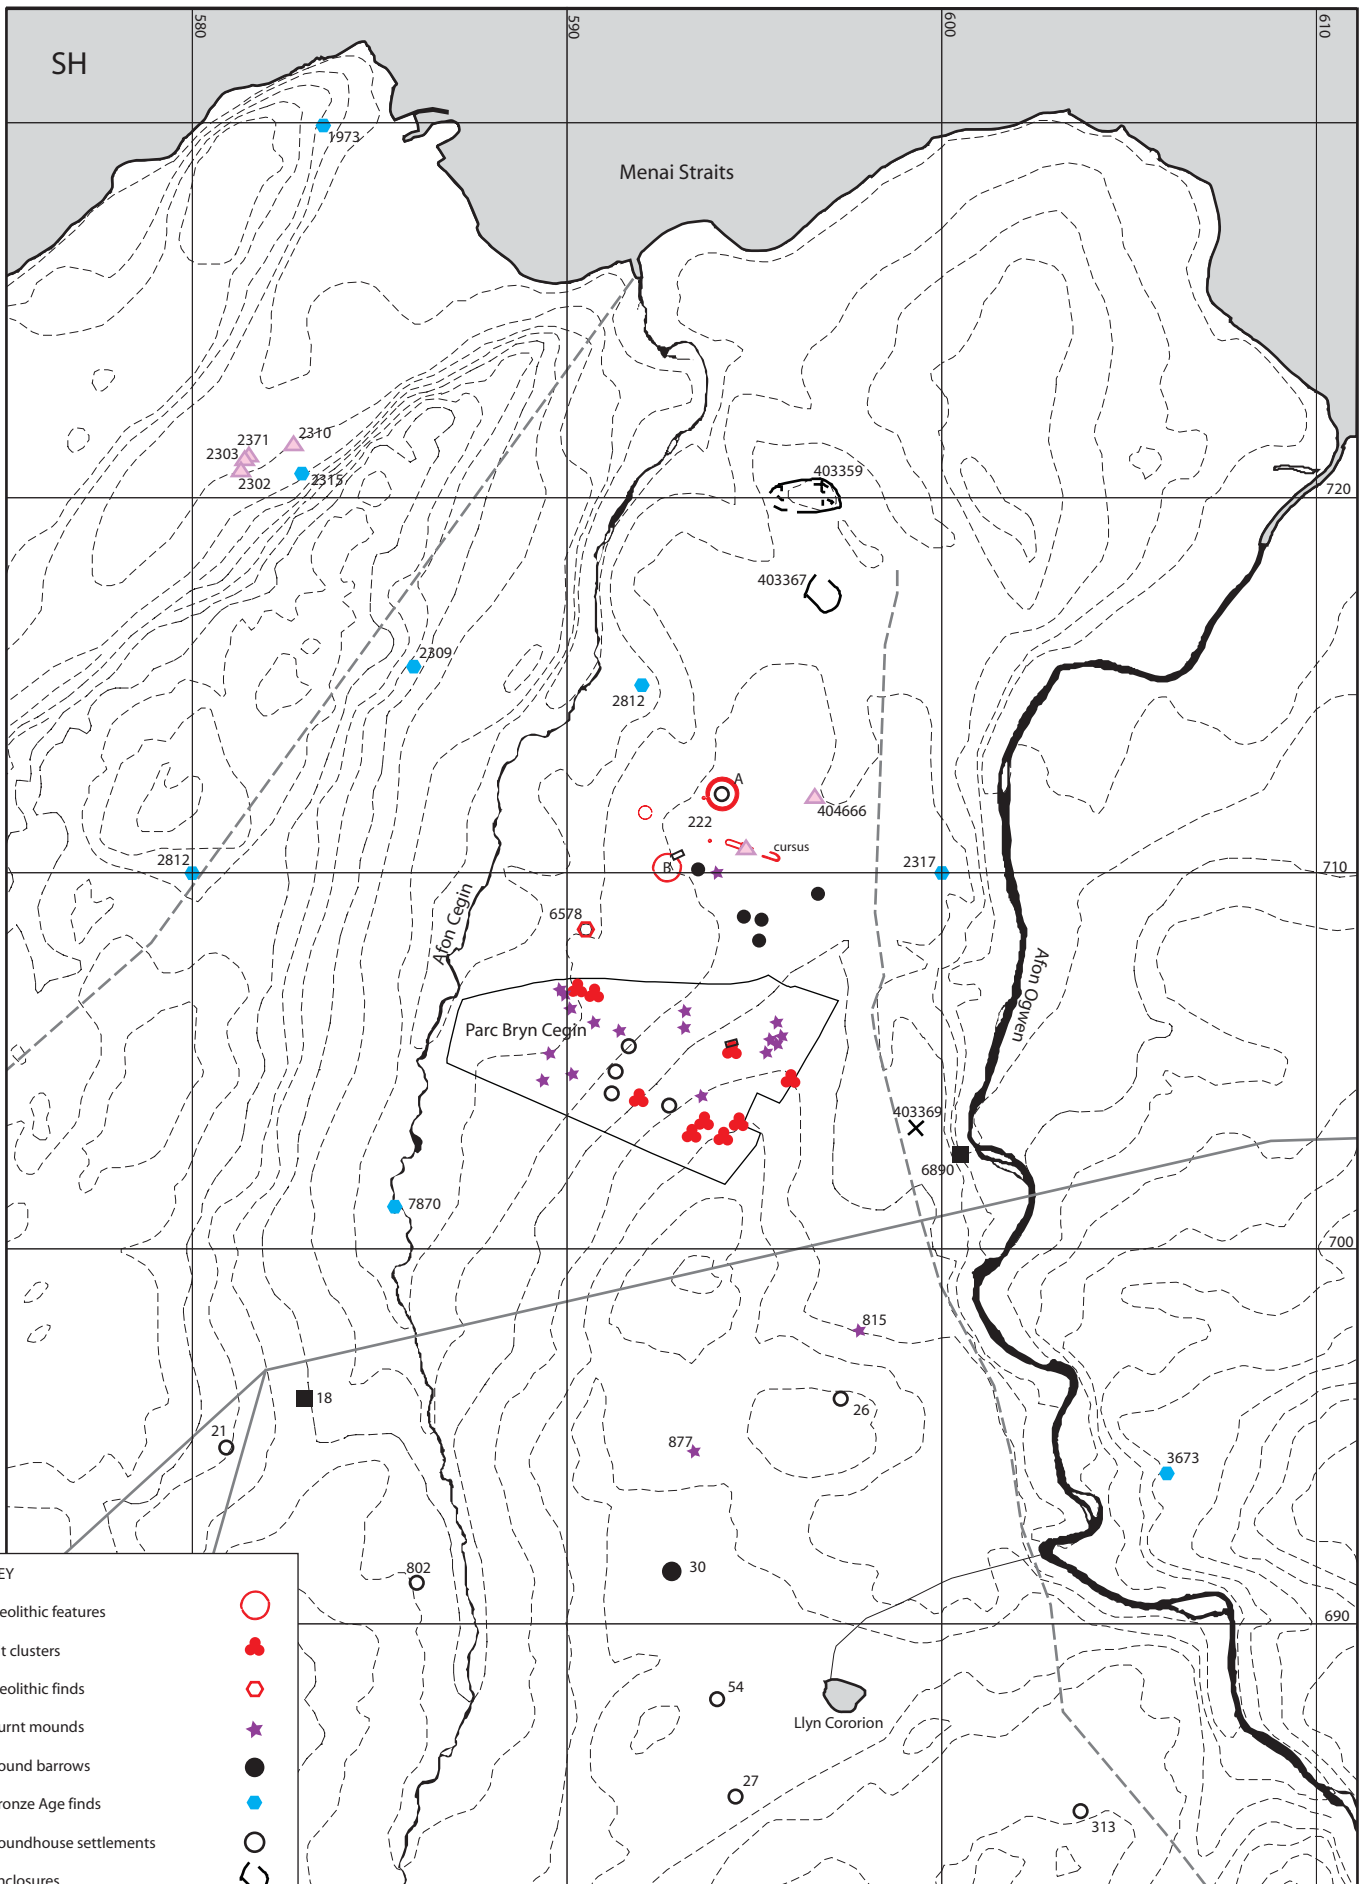 580
590
600
610
SH
1973
Menai Straits
2310
2371
2303
2302
2315
403359
720
403367
2309
2812
A
404666
222
cursus
2812
B
2317
710
6578
Afon Cegin
Afon Ogwen
Parc Bryn Cegin
403369
6890
7870
700
815
18
26
21
877
3673
802
30
690
54
Llyn Cororion
27
313
EY
eolithic features
t clusters
eolithic finds
urnt mounds
ound barrows
ronze Age finds
oundhouse settlements
nclosures